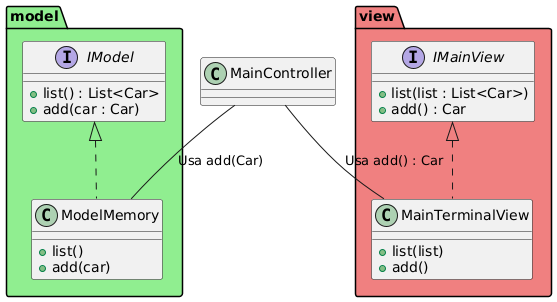 model
I IModel
list() : List<Car>
add(car : Car)
C ModelMemory
list()
add(car)
C MainController
Usa add(Car)
Usa add() : Car
view
I IMainView
list(list : List<Car>)
add() : Car
C MainTerminalView
list(list)
add()